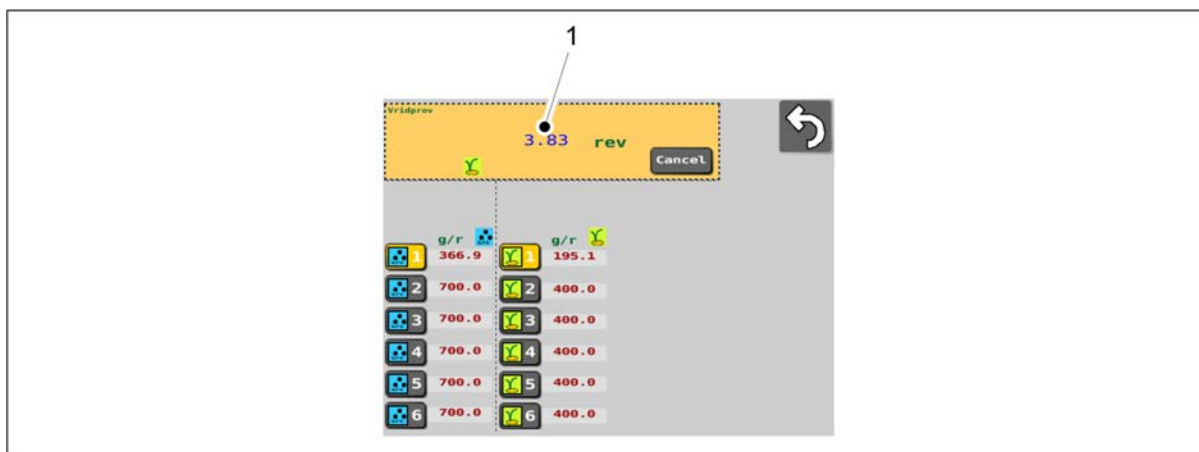 1
Vridprov
3.83 rev
Cancel
g/r g/r
1 366.9 1 195.1
2 700.0 2 400.0
3 700.0 3 400.0
4 700.0 4 400.0
5 700.0 5 400.0
6 700.0 6 400.0